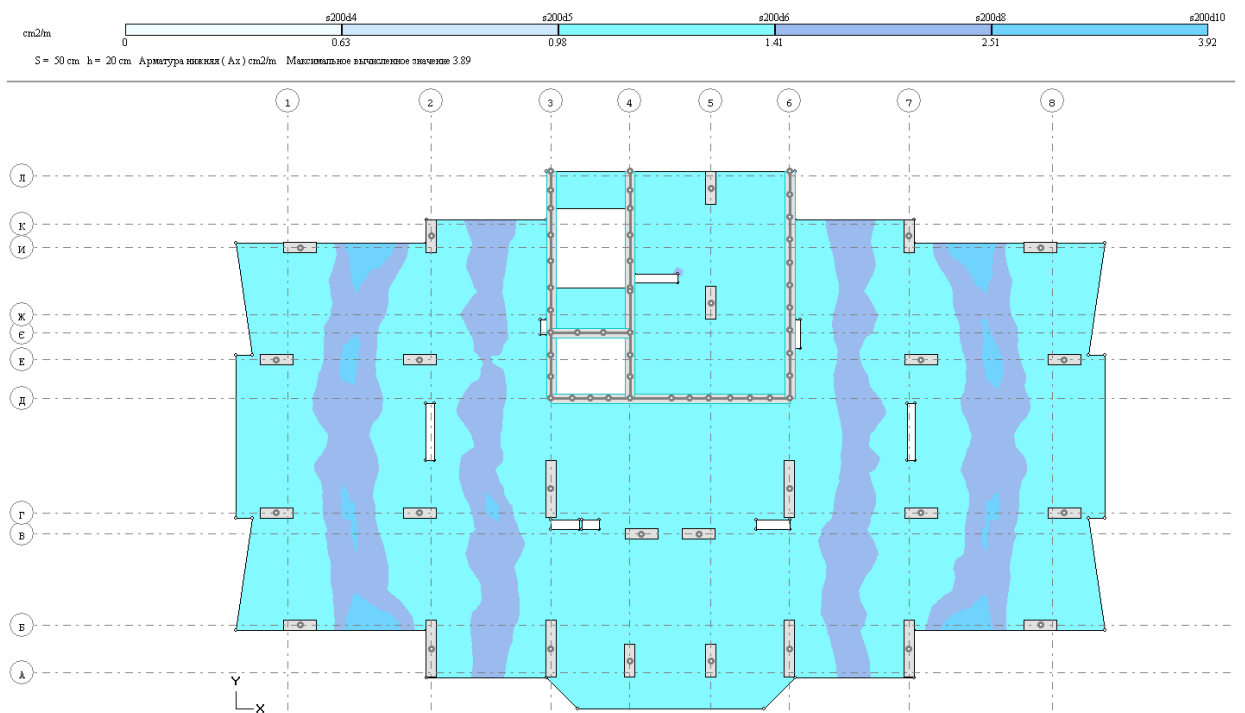 s200d4 s200d5 s200d6 s200d8 s200d10
cm2/m
0 0.63 0.98 1.41 2.51 3.92
S = 50 cm h = 20 cm Арматура нижняя ( Ax ) cm2/m Максимальное вычисленное значение 3.89
1 2 3 4 5 6 7 8
Л
К
И
Ж
Є
Е
Д
Г
В
Б
А
Y
X